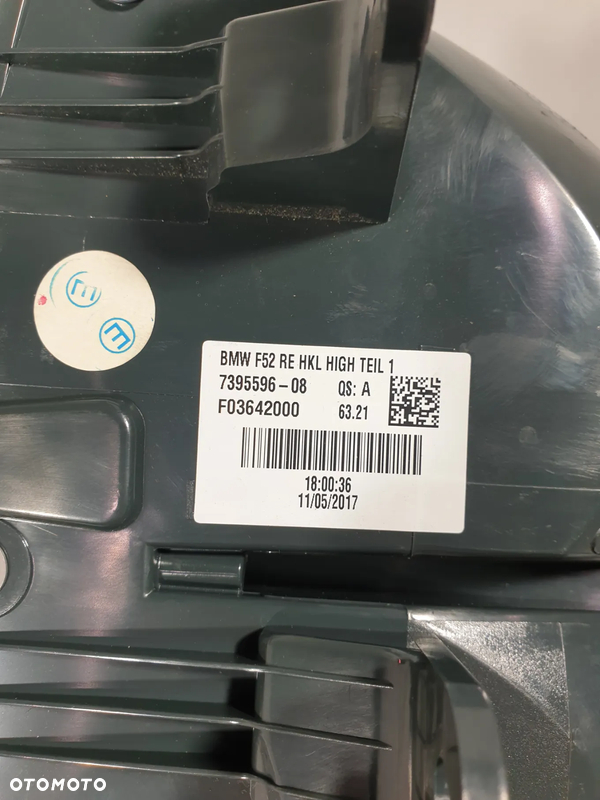 E
E
BMW F52 RE HKL HIGH TEIL 1
7395596-08 QS: A
F03642000 63.21
18:00:36
11/05/2017
OTOMOTO